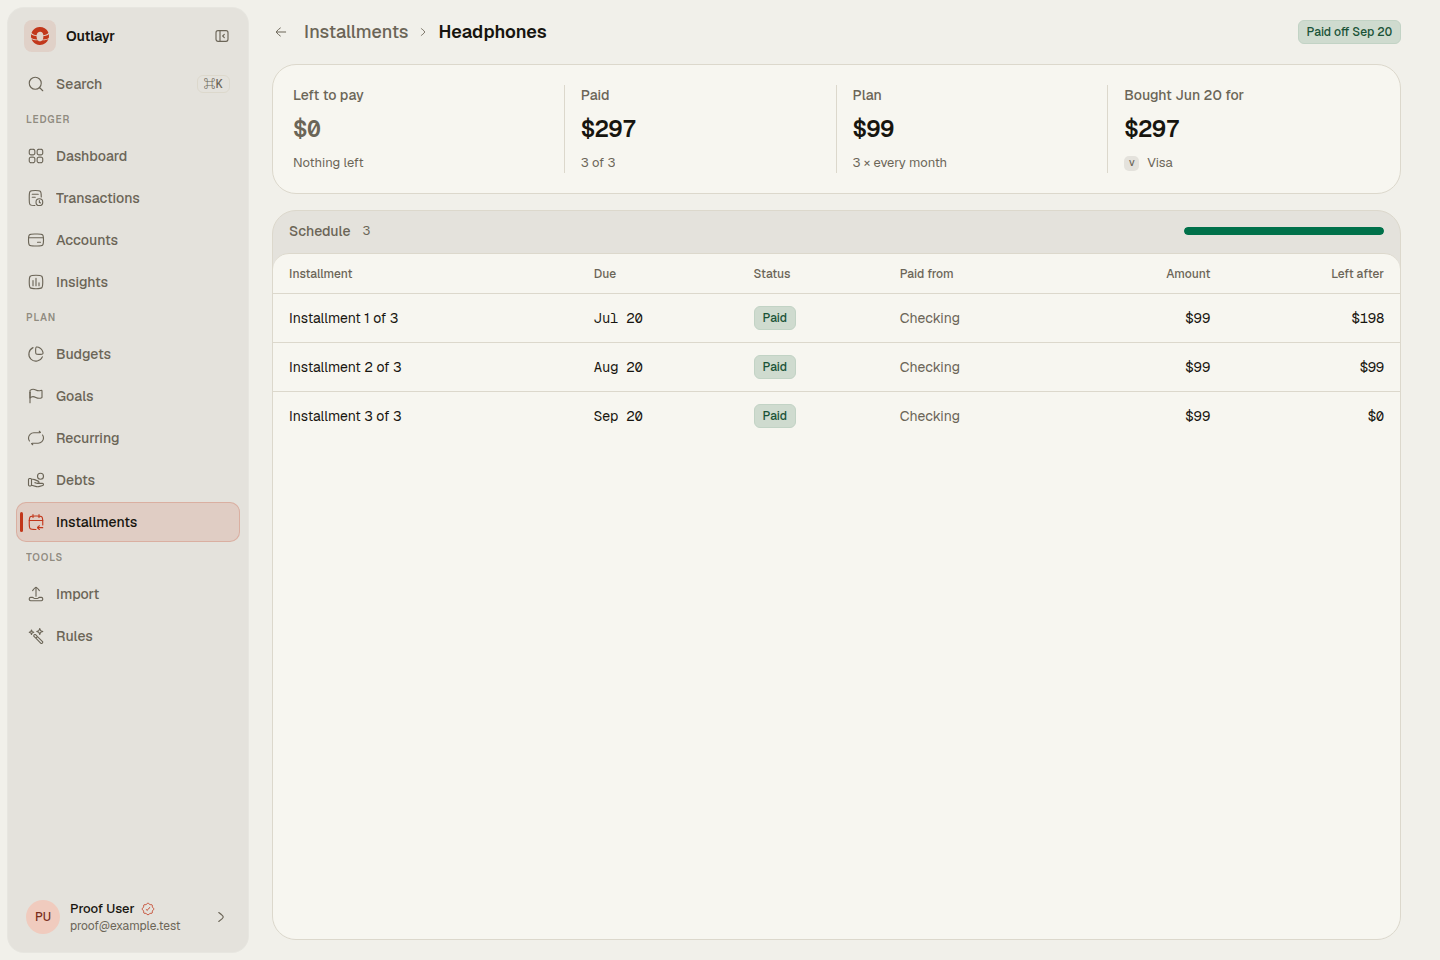 Outlayr
Search ⌘K
LEDGER
Dashboard
Transactions
Accounts
Insights
PLAN
Budgets
Goals
Recurring
Debts
Installments
TOOLS
Import
Rules
PU
Proof User
proof@example.test
Installments > Headphones
Paid off Sep 20
Left to pay
$0
Nothing left
Paid
$297
3 of 3
Plan
$99
3 × every month
Bought Jun 20 for
$297
V Visa
Schedule 3
Installment Due Status Paid from Amount Left after
Installment 1 of 3 Jul 20 Paid Checking $99 $198
Installment 2 of 3 Aug 20 Paid Checking $99 $99
Installment 3 of 3 Sep 20 Paid Checking $99 $0